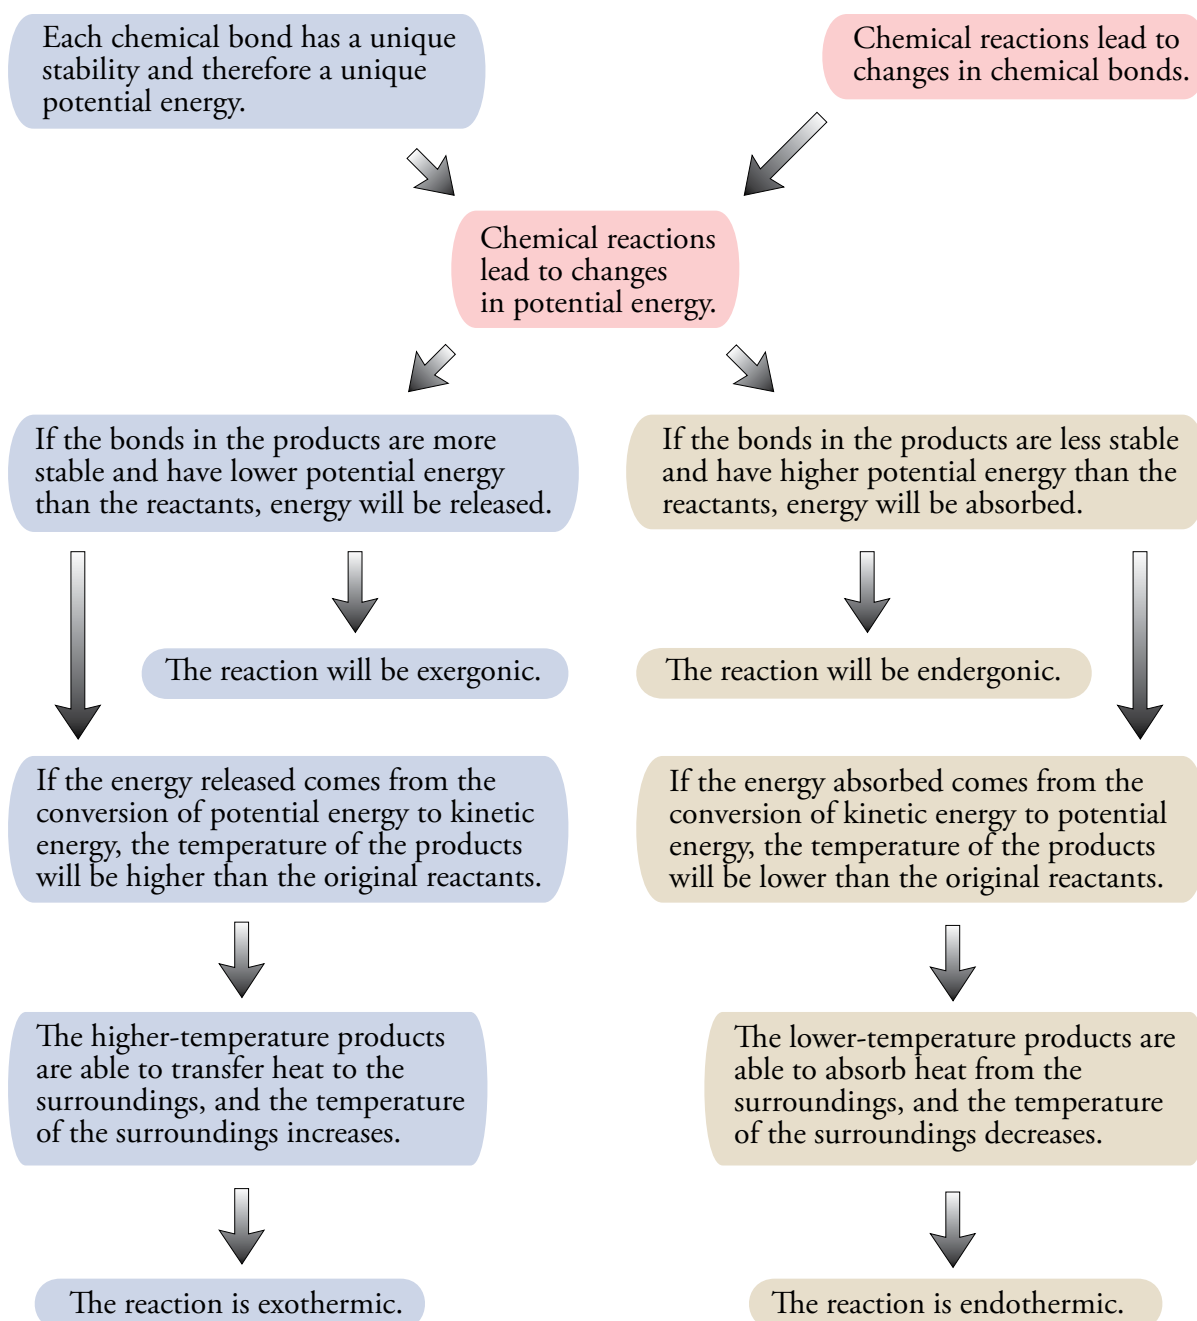 Each chemical bond has a unique
stability and therefore a unique
potential energy.
Chemical reactions lead to
changes in chemical bonds.
Chemical reactions
lead to changes
in potential energy.
If the bonds in the products are more
stable and have lower potential energy
than the reactants, energy will be released.
If the bonds in the products are less stable
and have higher potential energy than the
reactants, energy will be absorbed.
The reaction will be exergonic.
The reaction will be endergonic.
If the energy released comes from the
conversion of potential energy to kinetic
energy, the temperature of the products
will be higher than the original reactants.
If the energy absorbed comes from the
conversion of kinetic energy to potential
energy, the temperature of the products
will be lower than the original reactants.
The higher-temperature products
are able to transfer heat to the
surroundings, and the temperature
of the surroundings increases.
The lower-temperature products are
able to absorb heat from the
surroundings, and the temperature
of the surroundings decreases.
The reaction is exothermic.
The reaction is endothermic.